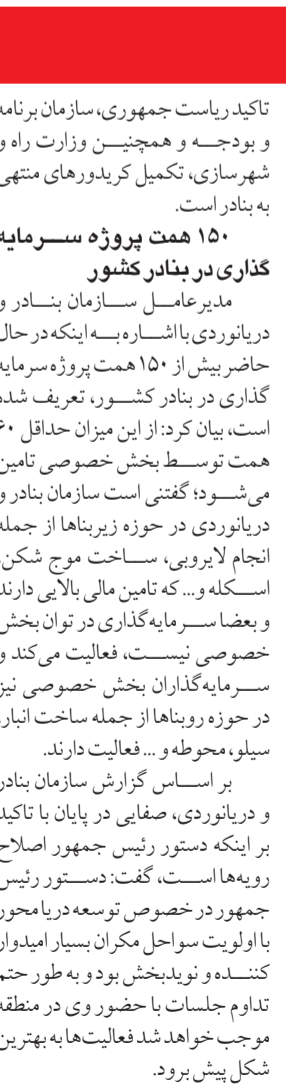 تاکید ریاست جمهوری، سازمان برنامه
و بودجه و همچنین وزارت راه و
شهرسازی، تکمیل کریدورهای منتهی
به بنادر است.
۱۵۰ همت پروژه سرمایه
گذاری در بنادر کشور
مدیرعامل سازمان بنادر و
دریانوردی با اشاره به اینکه در حال
حاضر بیش از ۱۵۰ همت پروژه سرمایه
گذاری در بنادر کشور، تعریف شده
است، بیان کرد: از این میزان حداقل ۶۰
همت توسط بخش خصوصی تامین
می‌شود؛ گفتنی است سازمان بنادر و
دریانوردی در حوزه زیربناها از جمله
انجام لایروبی، ساخت موج شکن،
اسکله و... که تامین مالی بالایی دارند
و بعضا سرمایه‌گذاری در توان بخش
خصوصی نیست، فعالیت می‌کند و
سرمایه‌گذاران بخش خصوصی نیز
در حوزه روبناها از جمله ساخت انبار،
سیلو، محوطه و ... فعالیت دارند.
بر اساس گزارش سازمان بنادر
و دریانوردی، صفایی در پایان با تاکید
بر اینکه دستور رئیس جمهور اصلاح
رویه‌ها است، گفت: دستور رئیس
جمهور در خصوص توسعه دریا محور
با اولویت سواحل مکران بسیار امیدوار
کننده و نویدبخش بود و به طور حتم
تداوم جلسات با حضور وی در منطقه
موجب خواهد شد فعالیت‌ها به بهترین
شکل پیش برود.